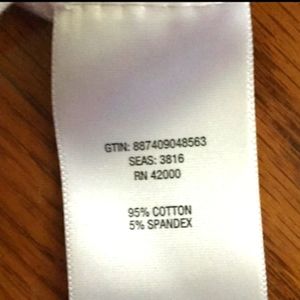 GTIN: 887409048563
SEAS: 3816
RN 42000
95% COTTON
5% SPANDEX